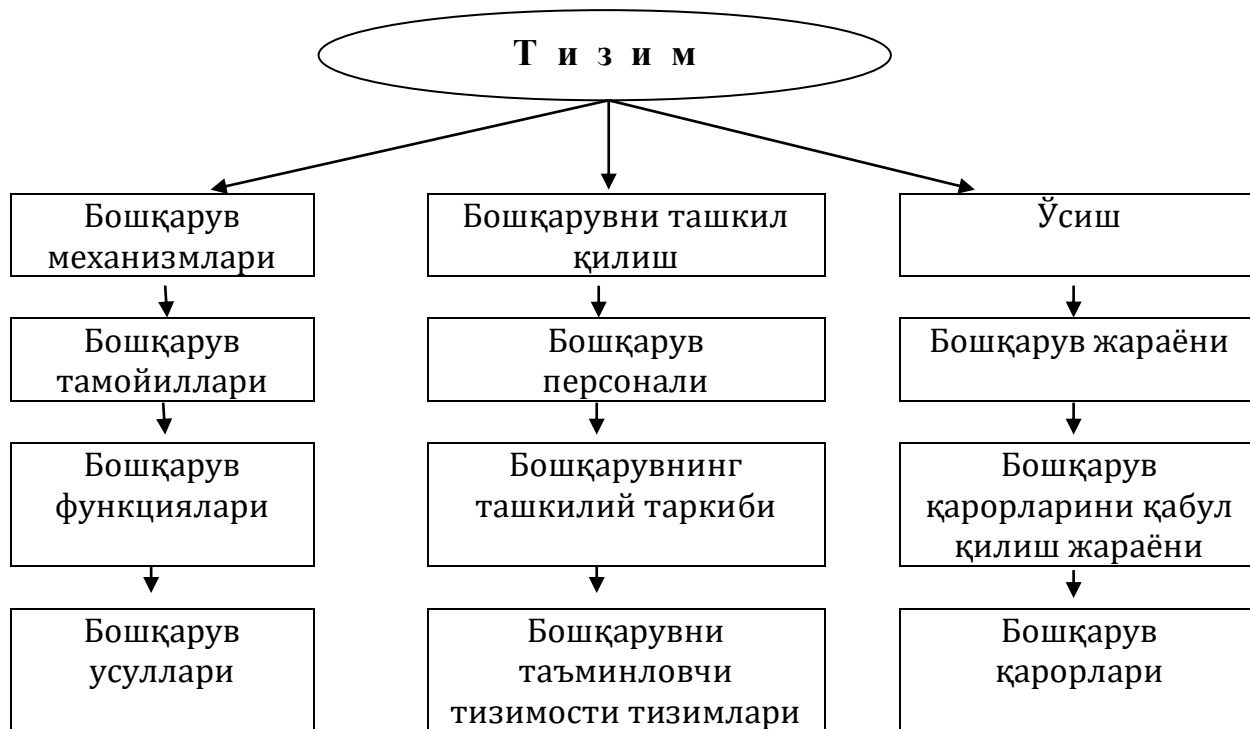 Т и з и м
Бошқарув
механизмлари
Бошқарувни ташкил
қилиш
Ўсиш
Бошқарув
тамойиллари
Бошқарув
персонали
Бошқарув жараёни
Бошқарув
функциялари
Бошқарувнинг
ташкилий таркиби
Бошқарув
қарорларини қабул
қилиш жараёни
Бошқарув
усуллари
Бошқарувни
таъминловчи
тизимости тизимлари
Бошқарув
қарорлари